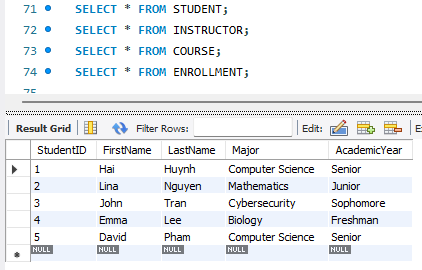 71 SELECT * FROM STUDENT;
72 SELECT * FROM INSTRUCTOR;
73 SELECT * FROM COURSE;
74 SELECT * FROM ENROLLMENT;
Result Grid Filter Rows: Edit:
StudentID FirstName LastName Major AcademicYear
1 Hai Huynh Computer Science Senior
2 Lina Nguyen Mathematics Junior
3 John Tran Cybersecurity Sophomore
4 Emma Lee Biology Freshman
5 David Pham Computer Science Senior
NULL NULL NULL NULL NULL